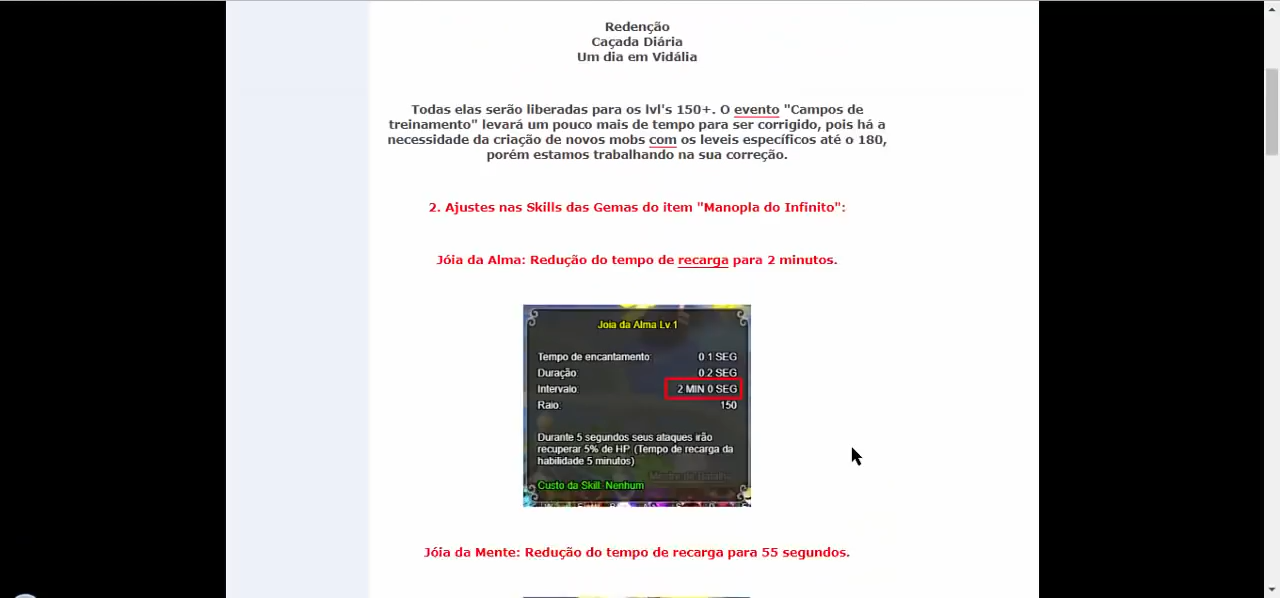 Redenção
Caçada Diária
Um dia em Vidália
Todas elas serão liberadas para os lvl's 150+. O evento "Campos de
treinamento" levará um pouco mais de tempo para ser corrigido, pois há a
necessidade da criação de novos mobs com os leveis específicos até o 180,
porém estamos trabalhando na sua correção.
2. Ajustes nas Skills das Gemas do item "Manopla do Infinito":
Jóia da Alma: Redução do tempo de recarga para 2 minutos.
Joia da Alma Lv 1
Tempo de encantamento: 0 1 SEG
Duração 0.2 SEG
Intervalo: 2 MIN 0 SEG
Raio: 150
Durante 5 segundos seus ataques irão
recuperar 5% de HP (Tempo de recarga da
habilidade 5 minutos)
Custo da Skill: Nenhum
Jóia da Mente: Redução do tempo de recarga para 55 segundos.